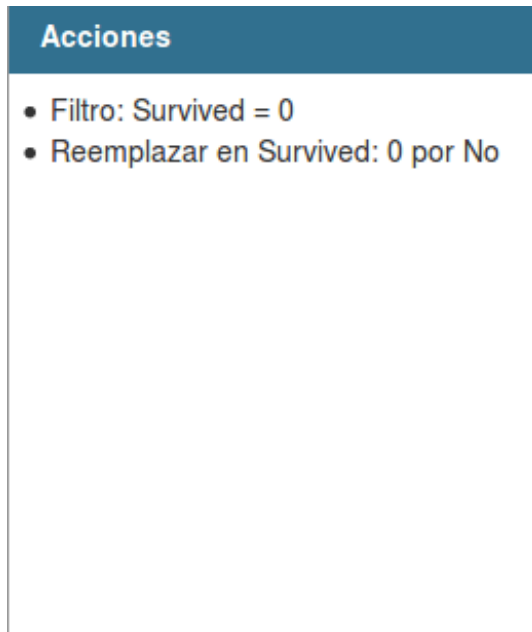 Acciones
• Filtro: Survived = 0
• Reemplazar en Survived: 0 por No